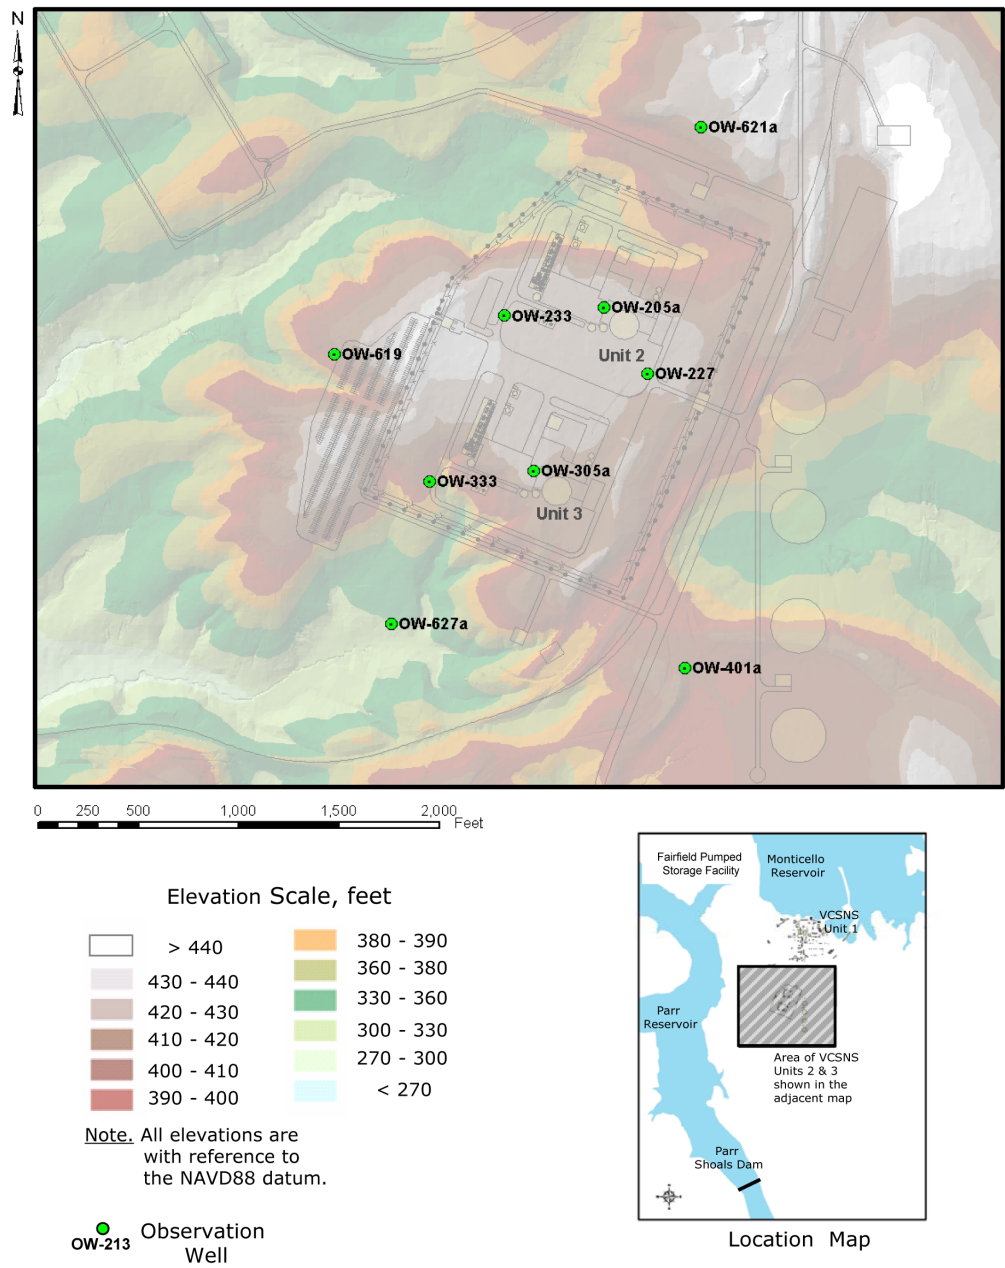 N
OW-621a
OW-205a
OW-233
Unit 2
OW-619
OW-227
OW-305a
OW-333
Unit 3
OW-627a
OW-401a
0 250 500 1,000 1,500 2,000
Feet
Elevation Scale, feet
> 440
430 - 440
420 - 430
410 - 420
400 - 410
390 - 400
380 - 390
360 - 380
330 - 360
300 - 330
270 - 300
< 270
Note. All elevations are
with reference to
the NAVD88 datum.
OW-213
Observation
Well
Fairfield Pumped
Storage Facility
Monticello
Reservoir
VCSNS
Unit 1
Parr
Reservoir
Area of VCSNS
Units 2 & 3
shown in the
adjacent map
Parr
Shoals Dam
Location Map